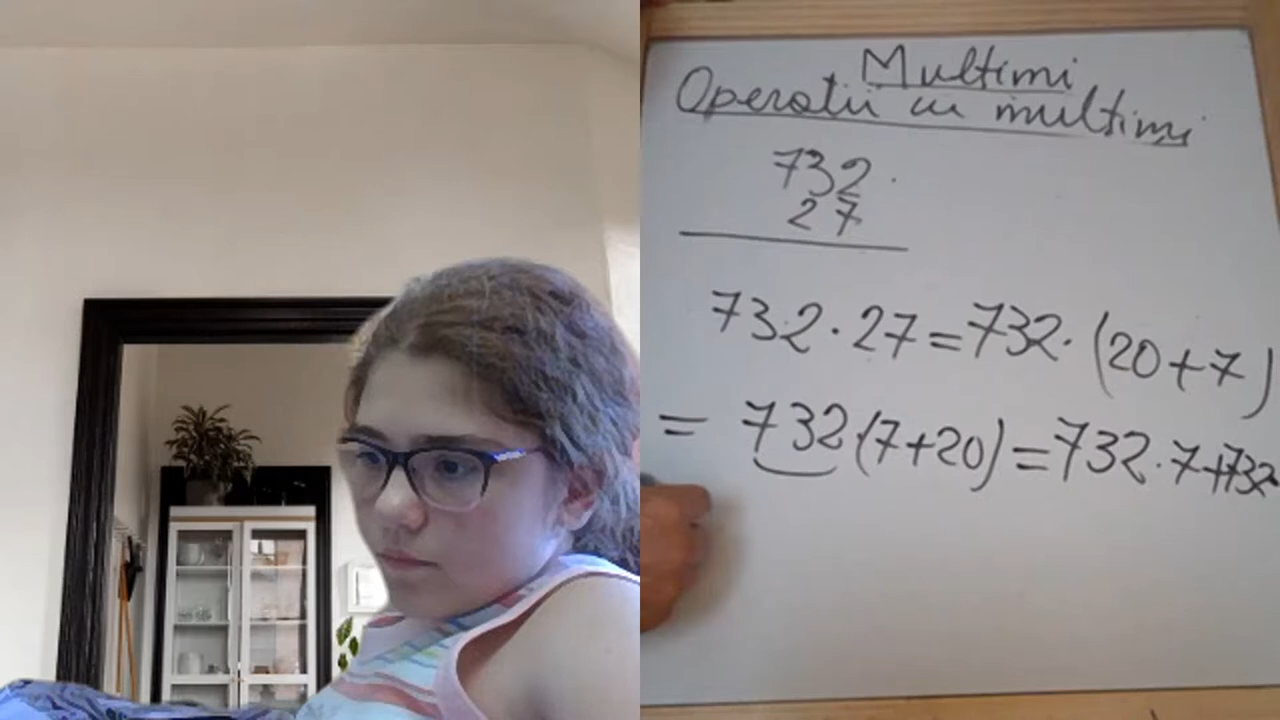 Multimi
Operatii cu multimi
732 ·
27
732 · 27 = 732 · (20 + 7)
= 732 · (7 + 20) = 732 · 7 + 732 ·